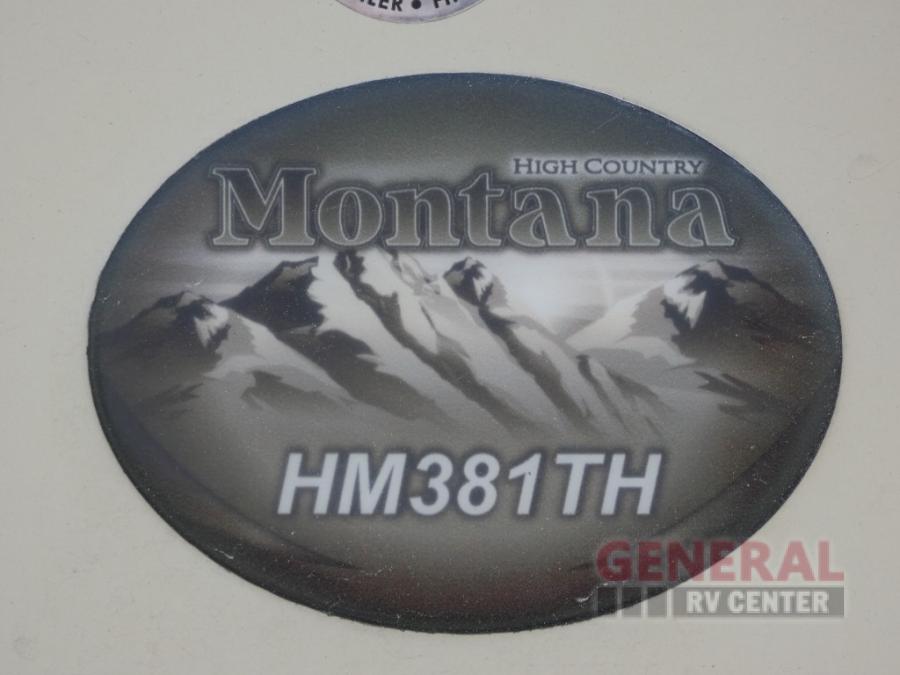 HIGH COUNTRY
Montana
HM381TH
GENERAL
RV CENTER